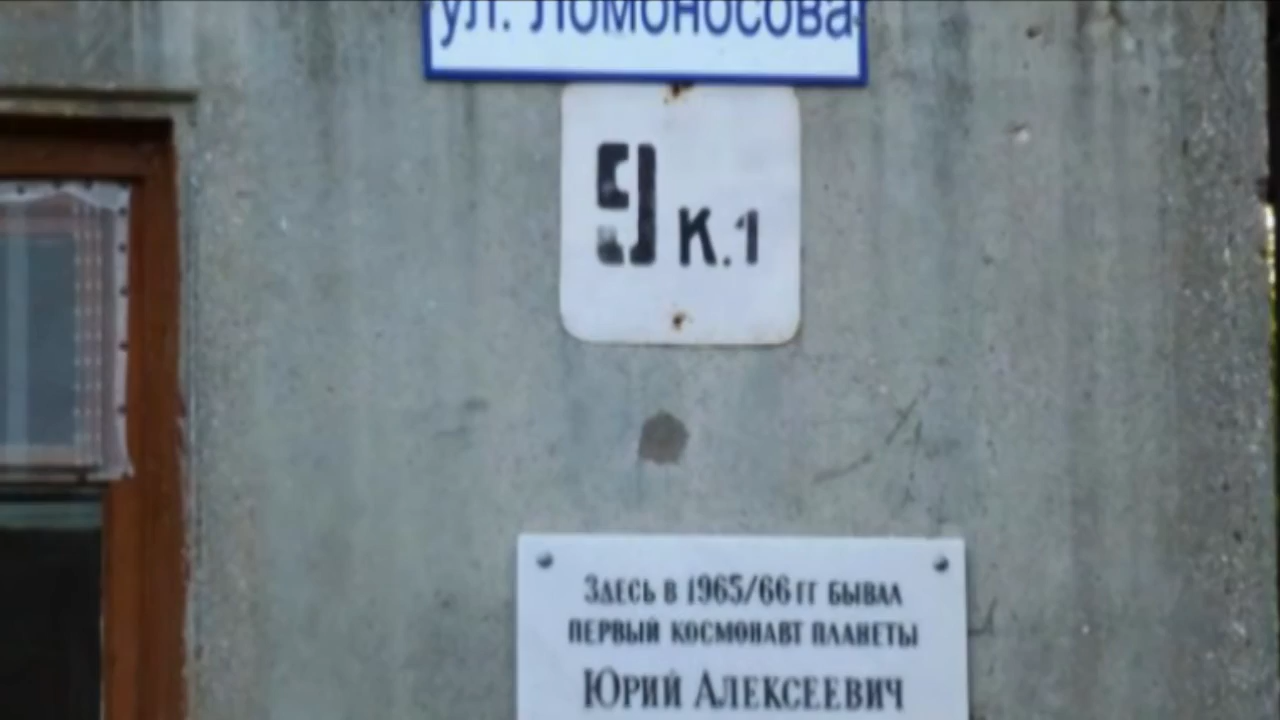 ул. Ломоносова
9 к.1
Здесь в 1965/66 гг бывал
первый космонавт планеты
Юрий Алексеевич